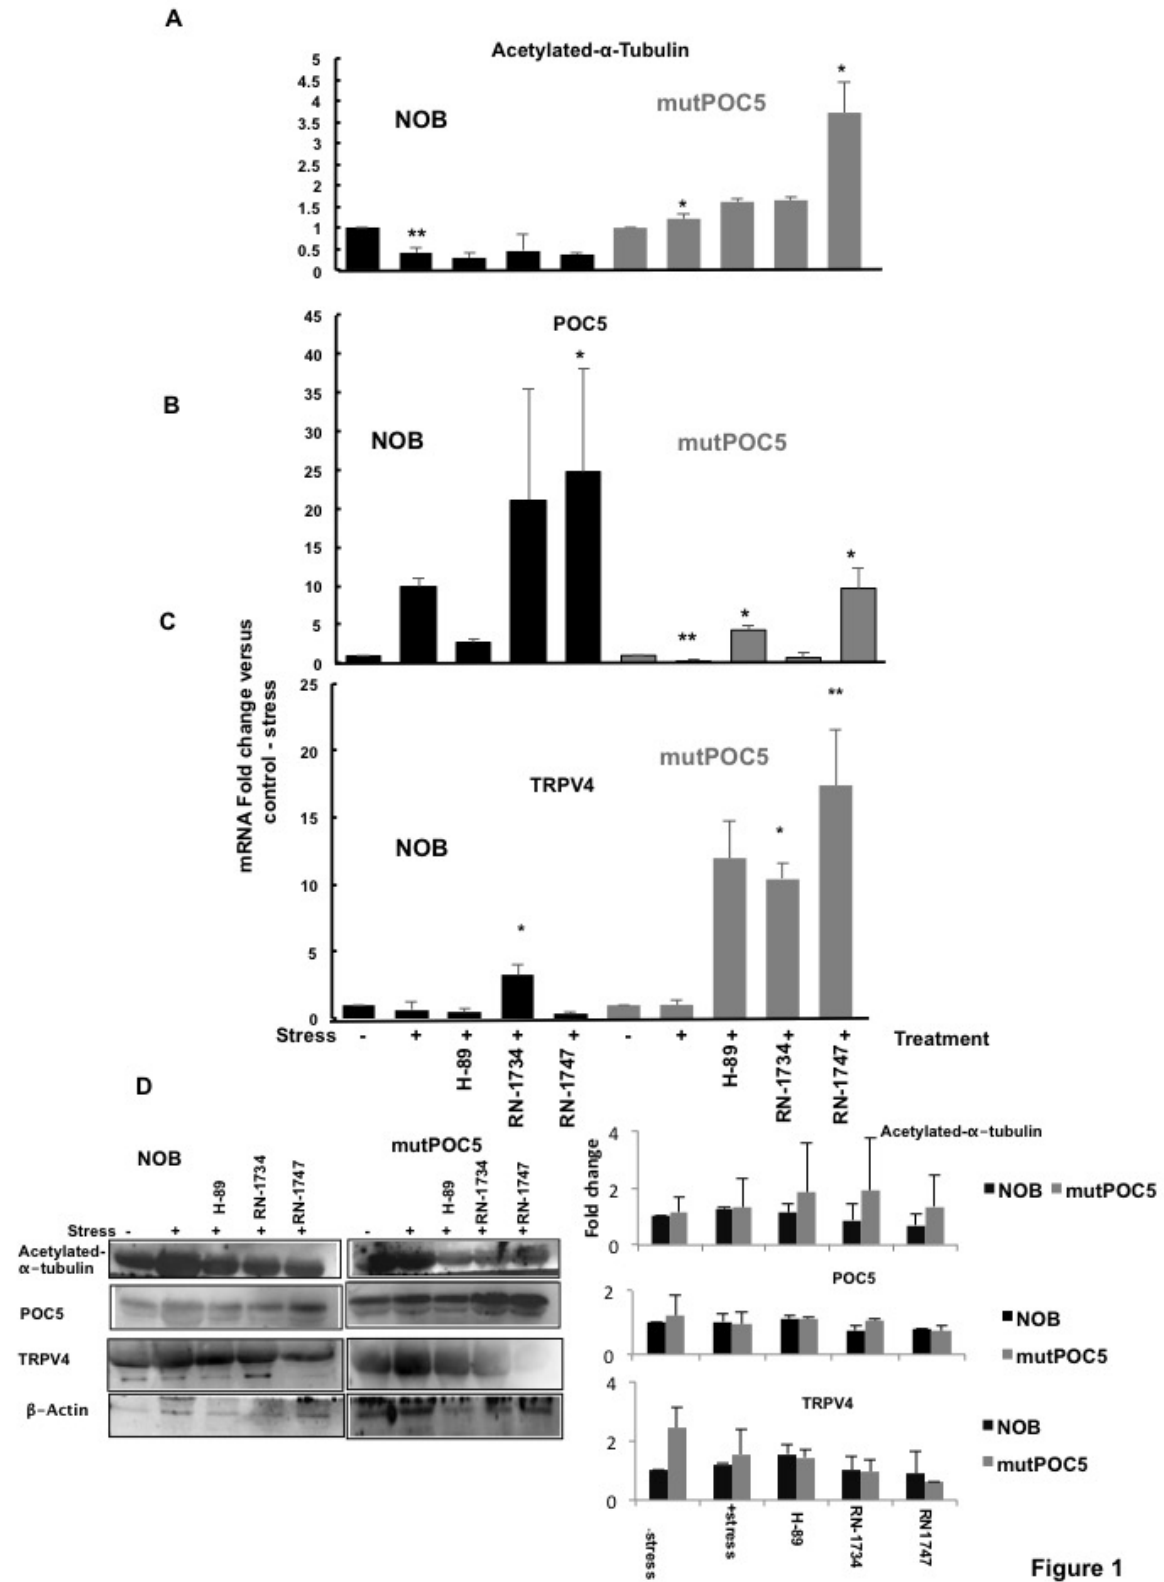 A
Acetylated-α-Tubulin
5
4.5
4
3.5
3
2.5
2
1.5
1
0.5
0
NOB
mutPOC5
**
*
*
B
POC5
45
40
35
30
25
20
15
10
5
0
NOB
mutPOC5
*
**
*
*
C
mRNA Fold change versus
control - stress
25
20
15
10
5
0
TRPV4
NOB
mutPOC5
*
*
**
Stress - + + + + - + + + + Treatment
H-89 RN-1734 RN-1747 H-89 RN-1734 RN-1747
D
NOB
mutPOC5
H-89 RN-1734 RN-1747 H-89 RN-1734 RN-1747
Stress - + + + + - + + + +
Acetylated-
α-tubulin
POC5
TRPV4
β-Actin
Fold change
Acetylated-α-tubulin
4
2
0
NOB mutPOC5
POC5
2
0
NOB
mutPOC5
TRPV4
4
2
0
NOB
mutPOC5
-stress +stress H-89 RN-1734 RN1747
Figure 1